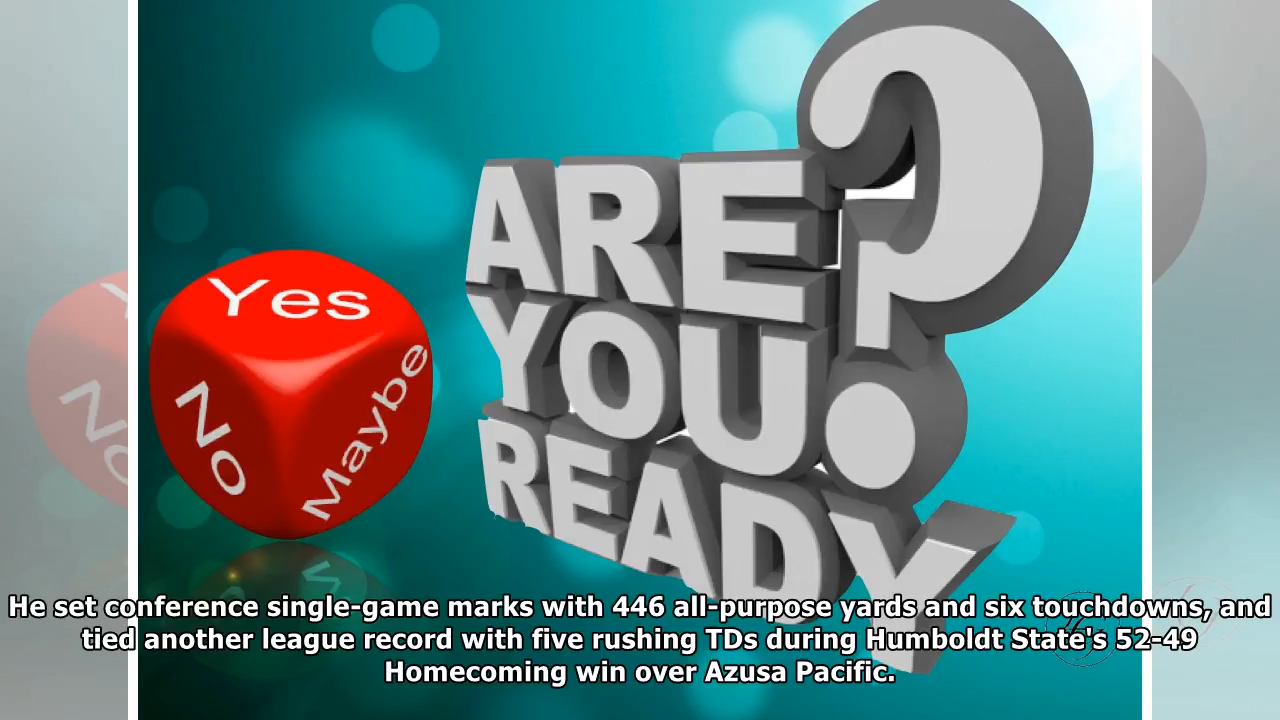 ARE
YOU
READY
?
Yes
No
Maybe
He set conference single-game marks with 446 all-purpose yards and six touchdowns, and
tied another league record with five rushing TDs during Humboldt State's 52-49
Homecoming win over Azusa Pacific.